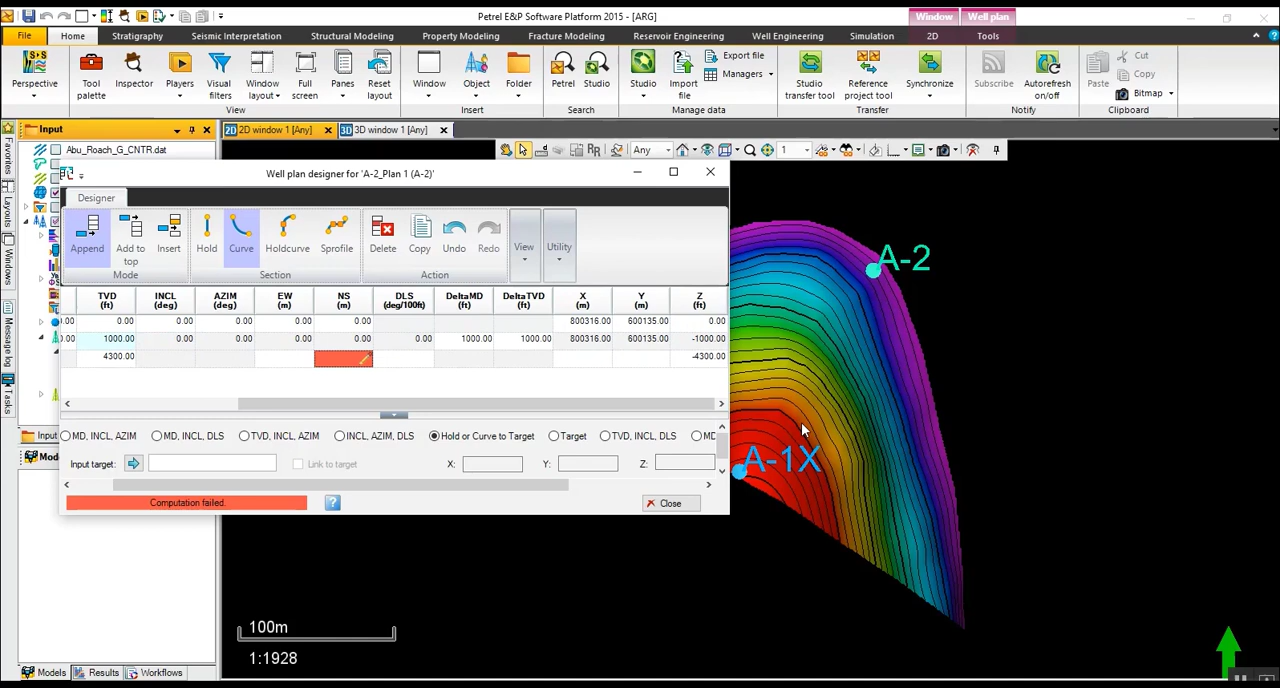 Petrel E&P Software Platform 2015 - [ARG]
Window
Well plan
File
Home
Stratigraphy
Seismic Interpretation
Structural Modeling
Property Modeling
Fracture Modeling
Reservoir Engineering
Well Engineering
Simulation
2D
Tools
Perspective
Tool palette
Inspector
Players
Visual filters
Window layout
Full screen
Panes
Reset layout
Window
Object
Folder
Petrel
Studio
Studio
Import file
Export file
Managers
Studio transfer tool
Reference project tool
Synchronize
Subscribe
Autorefresh on/off
Paste
Cut
Copy
Bitmap
View
Insert
Search
Manage data
Transfer
Notify
Clipboard
Input
2D window 1 [Any]
3D window 1 [Any]
Abu_Roach_G_CNTR.dat
Any
1
Favorites
Layouts
Windows
Message log
Tasks
Well plan designer for 'A-2_Plan 1 (A-2)'
Designer
Append
Add to top
Insert
Hold
Curve
Holdcurve
Sprofile
Delete
Copy
Undo
Redo
View
Utility
Mode
Section
Action
TVD (ft) INCL (deg) AZIM (deg) EW (m) NS (m) DLS (deg/100ft) DeltaMD (ft) DeltaTVD (ft) X (m) Y (m) Z (ft)
0.00 0.00 0.00 0.00 0.00 800316.00 600135.00 0.00
1000.00 0.00 0.00 0.00 0.00 0.00 1000.00 1000.00 800316.00 600135.00 -1000.00
4300.00 -4300.00
MD, INCL, AZIM
MD, INCL, DLS
TVD, INCL, AZIM
INCL, AZIM, DLS
Hold or Curve to Target
Target
TVD, INCL, DLS
MD
Input target:
Link to target
X:
Y:
Z:
Computation failed.
?
Close
A-2
A-1X
Input
Models
Results
Workflows
100m
1:1928